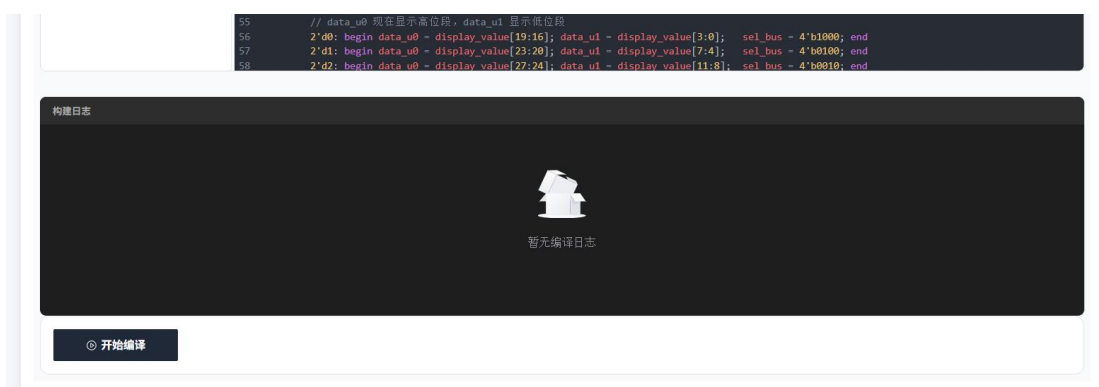 55 // data_u0 现在显示高位段，data_u1 显示低位段
56 2'd0: begin data_u0 = display_value[19:16]; data_u1 = display_value[3:0]; sel_bus = 4'b1000; end
57 2'd1: begin data_u0 = display_value[23:20]; data_u1 = display_value[7:4]; sel_bus = 4'b0100; end
58 2'd2: begin data_u0 = display_value[27:24]; data_u1 = display_value[11:8]; sel_bus = 4'b0010; end
构建日志
暂无编译日志
开始编译